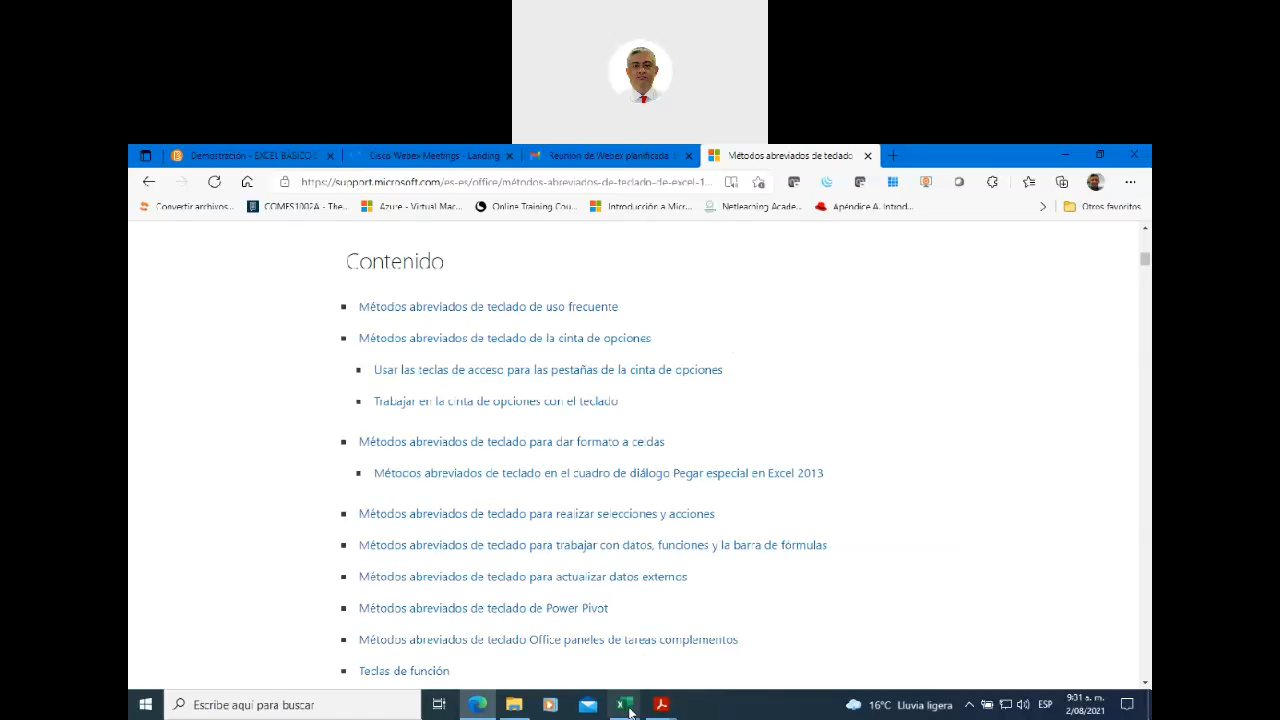 Demostración - EXCEL BASICO
Cisco Webex Meetings - Landing
Reunión de Webex planificada
Métodos abreviados de teclado
https://support.microsoft.com/es-es/office/métodos-abreviados-de-teclado-de-excel-1...
Convertir archivos...
COMFS1002A - The...
Azure - Virtual Mac...
Online Training Cou...
Introducción a Micr...
Netlearning Acade...
Apéndice A. Introd...
Otros favoritos
Contenido
Métodos abreviados de teclado de uso frecuente
Métodos abreviados de teclado de la cinta de opciones
Usar las teclas de acceso para las pestañas de la cinta de opciones
Trabajar en la cinta de opciones con el teclado
Métodos abreviados de teclado para dar formato a celdas
Métodos abreviados de teclado en el cuadro de diálogo Pegar especial en Excel 2013
Métodos abreviados de teclado para realizar selecciones y acciones
Métodos abreviados de teclado para trabajar con datos, funciones y la barra de fórmulas
Métodos abreviados de teclado para actualizar datos externos
Métodos abreviados de teclado de Power Pivot
Métodos abreviados de teclado Office paneles de tareas complementos
Teclas de función
Escribe aquí para buscar
16°C Lluvia ligera
ESP
9:31 a. m.
2/08/2021